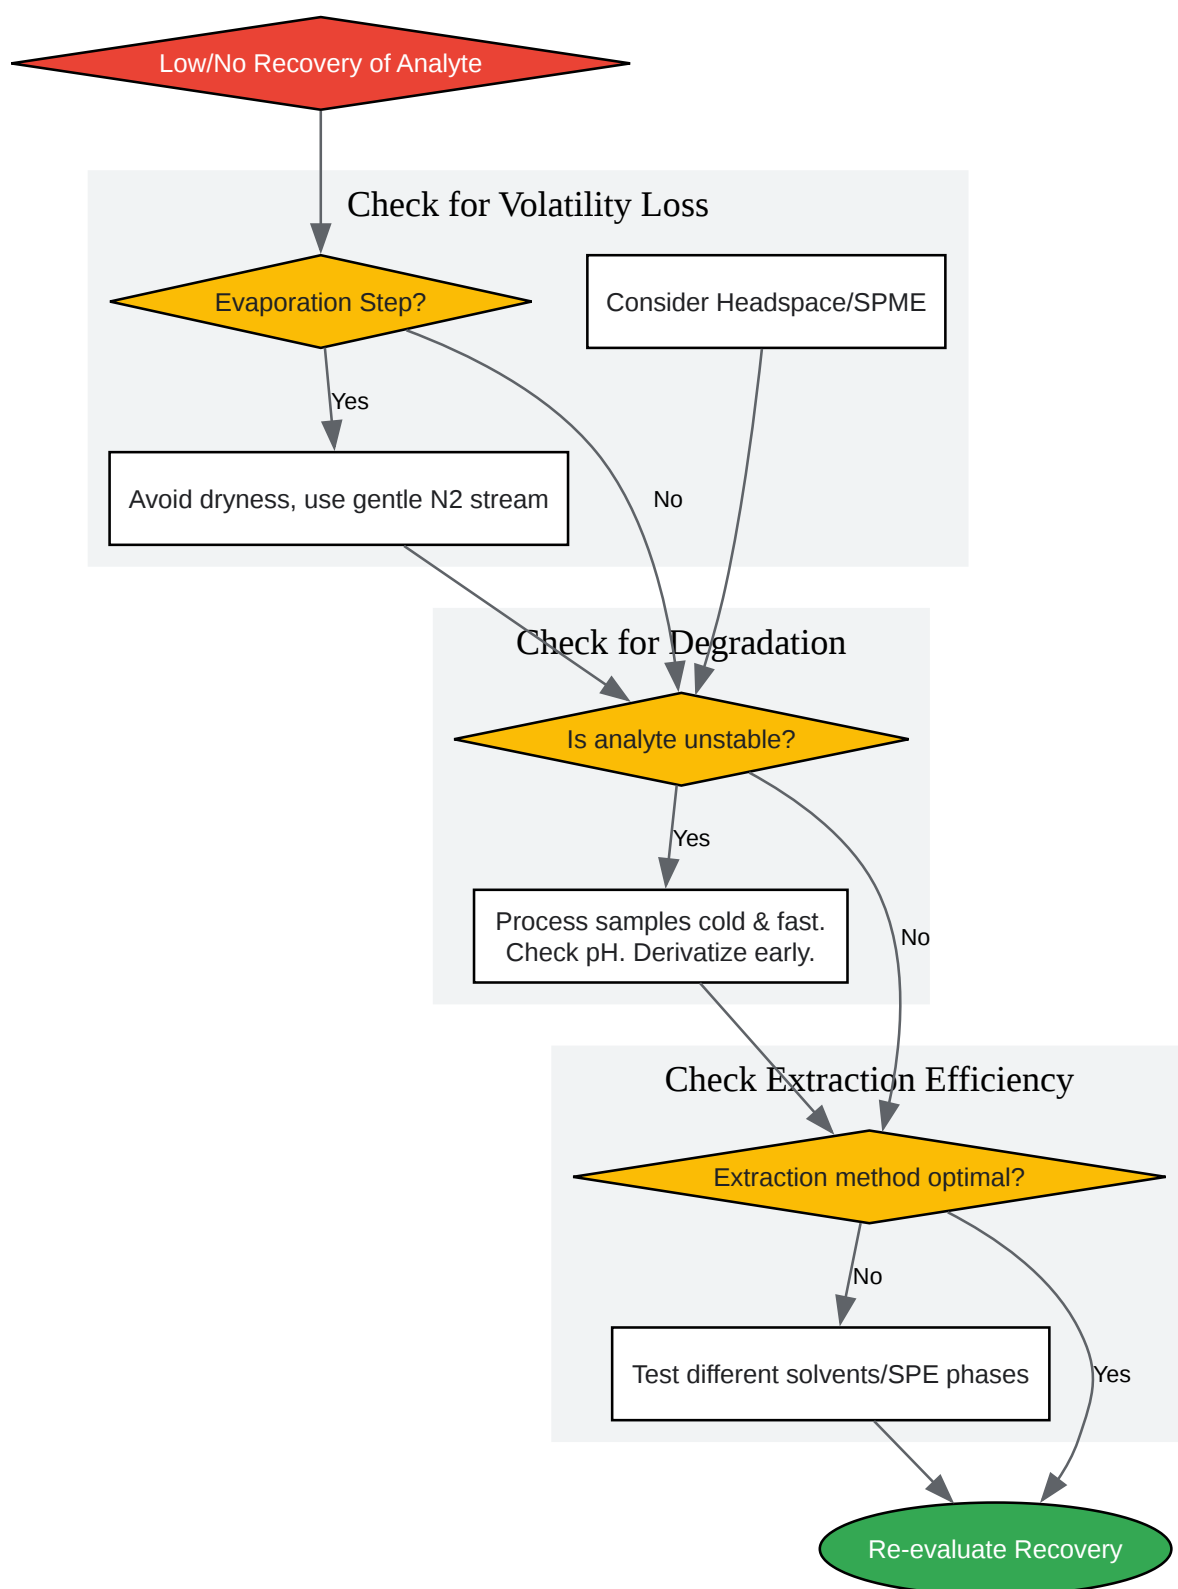 Low/No Recovery of Analyte
Check for Volatility Loss
Evaporation Step?
Consider Headspace/SPME
Yes
Avoid dryness, use gentle N2 stream
No
Check for Degradation
Is analyte unstable?
Yes
Process samples cold & fast.
Check pH. Derivatize early.
No
Check Extraction Efficiency
Extraction method optimal?
No
Test different solvents/SPE phases
Yes
Re-evaluate Recovery